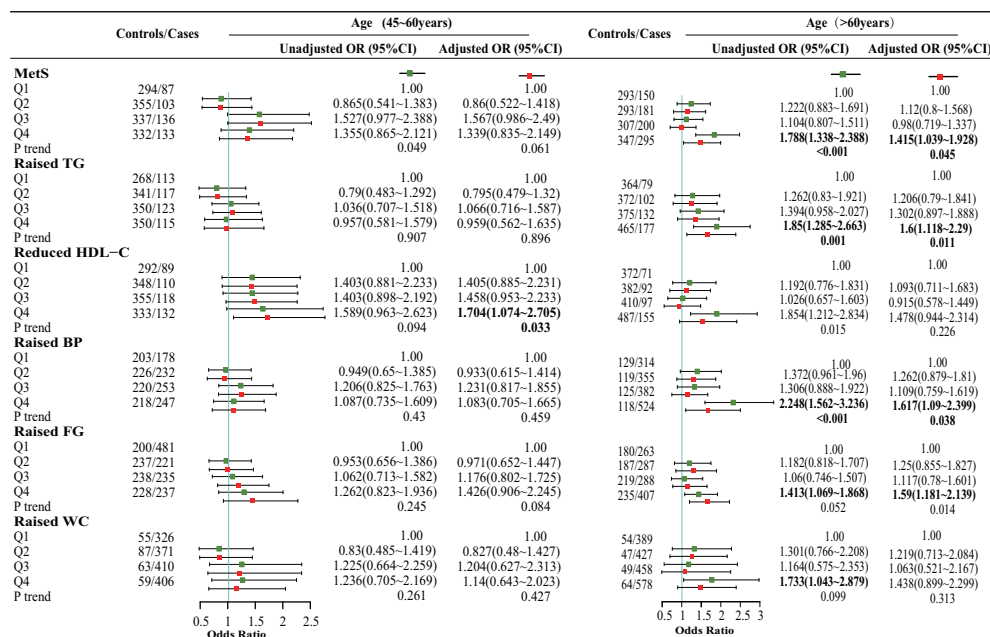 Age (45~60years) Age (>60years)
Controls/Cases Controls/Cases
Unadjusted OR (95%CI) Adjusted OR (95%CI) Unadjusted OR (95%CI) Adjusted OR (95%CI)
MetS
Q1 294/87 1.00 1.00 293/150 1.00 1.00
Q2 355/103 0.865(0.541~1.383) 0.86(0.522~1.418) 293/181 1.222(0.883~1.691) 1.12(0.8~1.568)
Q3 337/136 1.527(0.977~2.388) 1.567(0.986~2.49) 307/200 1.104(0.807~1.511) 0.98(0.719~1.337)
Q4 332/133 1.355(0.865~2.121) 1.339(0.835~2.149) 347/295 1.788(1.338~2.388) 1.415(1.039~1.928)
P trend 0.049 0.061 <0.001 0.045
Raised TG
Q1 268/113 1.00 1.00 364/79 1.00 1.00
Q2 341/117 0.79(0.483~1.292) 0.795(0.479~1.32) 372/102 1.262(0.83~1.921) 1.206(0.79~1.841)
Q3 350/123 1.036(0.707~1.518) 1.066(0.716~1.587) 375/132 1.394(0.958~2.027) 1.302(0.897~1.888)
Q4 350/115 0.957(0.581~1.579) 0.959(0.562~1.635) 465/177 1.85(1.285~2.663) 1.6(1.118~2.29)
P trend 0.907 0.896 0.001 0.011
Reduced HDL-C
Q1 292/89 1.00 1.00 372/71 1.00 1.00
Q2 348/110 1.403(0.881~2.233) 1.405(0.885~2.231) 382/92 1.192(0.776~1.831) 1.093(0.711~1.683)
Q3 355/118 1.403(0.898~2.192) 1.458(0.953~2.233) 410/97 1.026(0.657~1.603) 0.915(0.578~1.449)
Q4 333/132 1.589(0.963~2.623) 1.704(1.074~2.705) 487/155 1.854(1.212~2.834) 1.478(0.944~2.314)
P trend 0.094 0.033 0.015 0.226
Raised BP
Q1 203/178 1.00 1.00 129/314 1.00 1.00
Q2 226/232 0.949(0.65~1.385) 0.933(0.615~1.414) 119/355 1.372(0.961~1.96) 1.262(0.879~1.81)
Q3 220/253 1.206(0.825~1.763) 1.231(0.817~1.855) 125/382 1.306(0.888~1.922) 1.109(0.759~1.619)
Q4 218/247 1.087(0.735~1.609) 1.083(0.705~1.665) 118/524 2.248(1.562~3.236) 1.617(1.09~2.399)
P trend 0.43 0.459 <0.001 0.038
Raised FG
Q1 200/481 1.00 1.00 180/263 1.00 1.00
Q2 237/221 0.953(0.656~1.386) 0.971(0.652~1.447) 187/287 1.182(0.818~1.707) 1.25(0.855~1.827)
Q3 238/235 1.062(0.713~1.582) 1.176(0.802~1.725) 219/288 1.06(0.746~1.507) 1.117(0.78~1.601)
Q4 228/237 1.262(0.823~1.936) 1.426(0.906~2.245) 235/407 1.413(1.069~1.868) 1.59(1.181~2.139)
P trend 0.245 0.084 0.052 0.014
Raised WC
Q1 55/326 1.00 1.00 54/389 1.00 1.00
Q2 87/371 0.83(0.485~1.419) 0.827(0.48~1.427) 47/427 1.301(0.766~2.208) 1.219(0.713~2.084)
Q3 63/410 1.225(0.664~2.259) 1.204(0.627~2.313) 49/458 1.164(0.575~2.353) 1.063(0.521~2.167)
Q4 59/406 1.236(0.705~2.169) 1.14(0.643~2.023) 64/578 1.733(1.043~2.879) 1.438(0.899~2.299)
P trend 0.261 0.427 0.099 0.313
0.5 1 1.5 2 2.5 0.5 1 1.5 2 2.5 3
Odds Ratio Odds Ratio